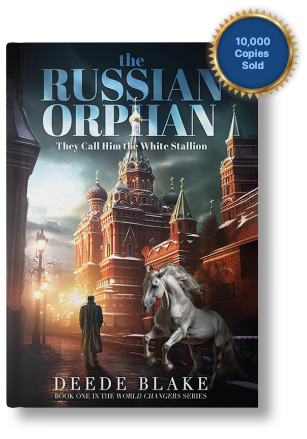 10,000
Copies
Sold
the
RUSSIAN
ORPHAN
They Call Him the White Stallion
DEEDE BLAKE
BOOK ONE IN THE WORLD CHANGERS SERIES